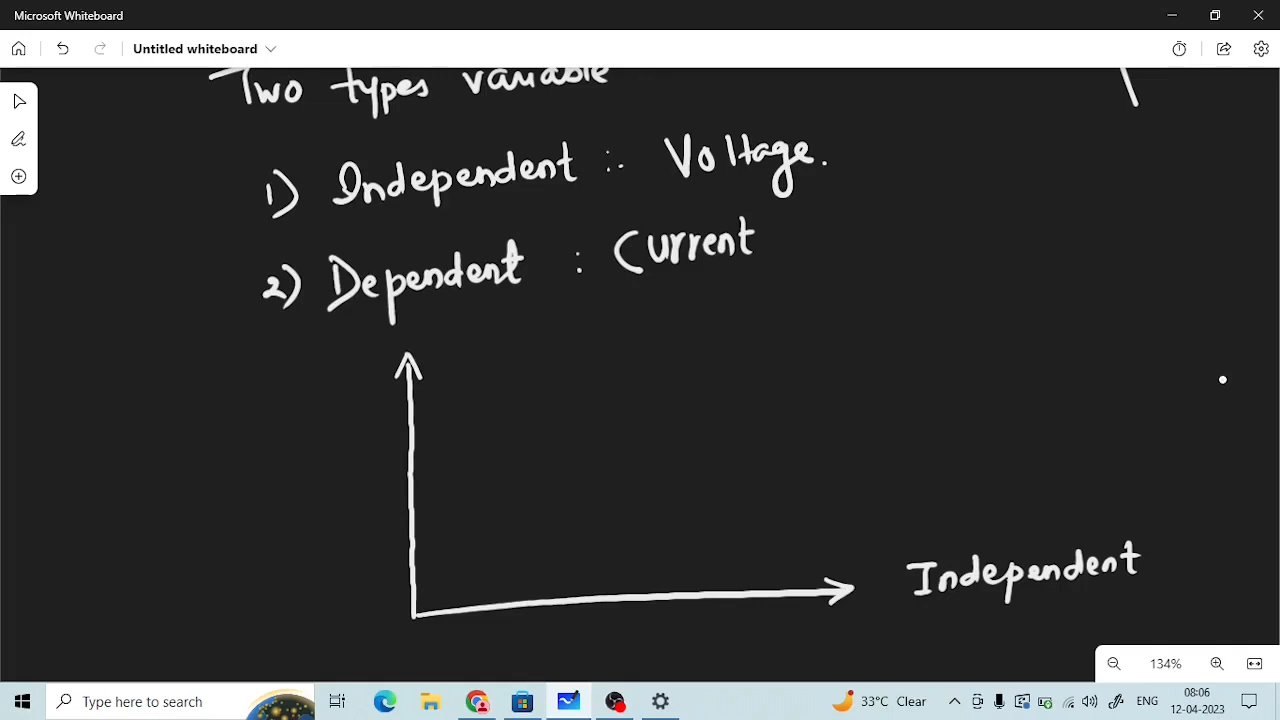 Microsoft Whiteboard
Untitled whiteboard
Two types variable
1) Independent :- Voltage.
2) Dependent : Current
Independent
134%
Type here to search
33°C Clear
ENG
08:06
12-04-2023